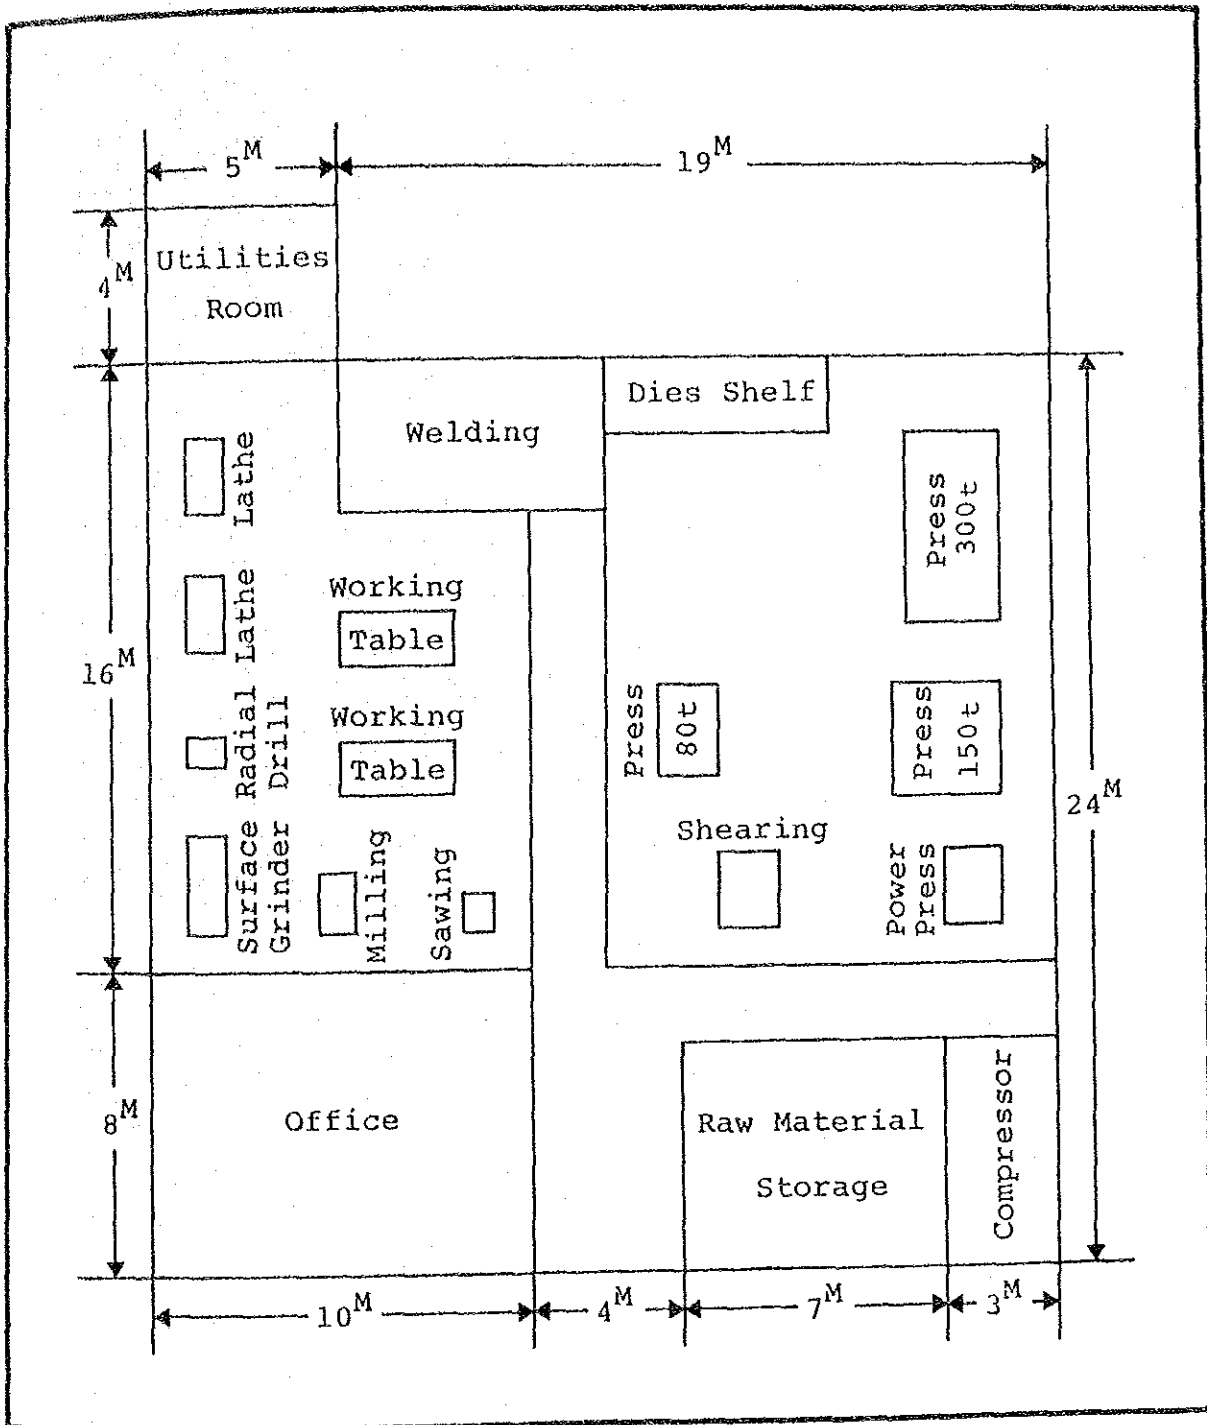 5M
19M
4M
Utilities
Room
Dies Shelf
Welding
Lathe
Press
300t
Lathe
Working
Table
16M
Radial
Drill
Working
Table
Press
80t
Press
150t
24M
Shearing
Surface
Grinder
Milling
Sawing
Power
Press
8M
Office
Raw Material
Storage
Compressor
10M
4M
7M
3M